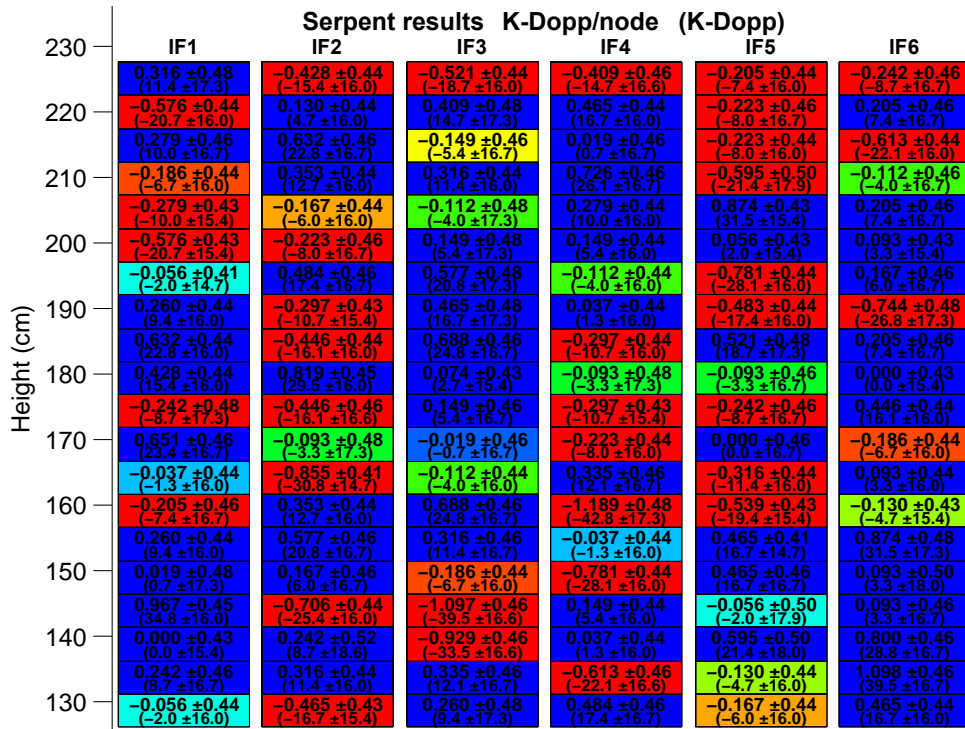 Serpent results K-Dopp/node (K-Dopp)
IF1 IF2 IF3 IF4 IF5 IF6
Height (cm)
230
220
210
200
190
180
170
160
150
140
130
0.316 ±0.48 −0.428 ±0.44 −0.521 ±0.44 −0.409 ±0.46 −0.205 ±0.44 −0.242 ±0.46
(11.4 ±17.3) (−15.4 ±16.0) (−18.7 ±16.0) (−14.7 ±16.6) (−7.4 ±16.0) (−8.7 ±16.7)
−0.576 ±0.44 0.130 ±0.44 0.409 ±0.48 0.465 ±0.44 −0.223 ±0.46 0.205 ±0.46
(−20.7 ±16.0) (4.7 ±16.0) (14.7 ±17.3) (16.7 ±16.0) (−8.0 ±16.7) (7.4 ±16.7)
0.279 ±0.46 0.632 ±0.46 −0.149 ±0.46 0.019 ±0.46 −0.223 ±0.44 −0.613 ±0.44
(10.0 ±16.7) (22.8 ±16.7) (−5.4 ±16.7) (0.7 ±16.7) (−8.0 ±16.0) (−22.1 ±16.0)
−0.186 ±0.44 0.353 ±0.44 0.316 ±0.44 0.726 ±0.46 −0.595 ±0.50 −0.112 ±0.46
(−6.7 ±16.0) (12.7 ±16.0) (11.4 ±16.0) (26.1 ±16.7) (−21.4 ±17.9) (−4.0 ±16.7)
−0.279 ±0.43 −0.167 ±0.44 −0.112 ±0.48 0.279 ±0.44 0.874 ±0.43 0.205 ±0.46
(−10.0 ±15.4) (−6.0 ±16.0) (−4.0 ±17.3) (10.0 ±16.0) (31.5 ±15.4) (7.4 ±16.7)
−0.576 ±0.43 −0.223 ±0.46 0.149 ±0.48 0.149 ±0.44 0.056 ±0.43 0.093 ±0.43
(−20.7 ±15.4) (−8.0 ±16.7) (5.4 ±17.3) (5.4 ±16.0) (2.0 ±15.4) (3.3 ±15.4)
−0.056 ±0.41 0.484 ±0.46 0.577 ±0.48 −0.112 ±0.44 −0.781 ±0.44 0.167 ±0.46
(−2.0 ±14.7) (17.4 ±16.7) (20.8 ±17.3) (−4.0 ±16.0) (−28.1 ±16.0) (6.0 ±16.7)
0.260 ±0.44 −0.297 ±0.43 0.465 ±0.48 0.037 ±0.44 −0.483 ±0.44 −0.744 ±0.48
(9.4 ±16.0) (−10.7 ±15.4) (16.7 ±17.3) (1.3 ±16.0) (−17.4 ±16.0) (−26.8 ±17.3)
0.632 ±0.44 −0.446 ±0.44 0.688 ±0.46 −0.297 ±0.44 0.521 ±0.48 0.205 ±0.46
(22.8 ±16.0) (−16.1 ±16.0) (24.8 ±16.7) (−10.7 ±16.0) (18.7 ±17.3) (7.4 ±16.7)
0.428 ±0.44 0.819 ±0.45 0.074 ±0.43 −0.093 ±0.48 −0.093 ±0.46 0.000 ±0.43
(15.4 ±16.0) (29.5 ±16.0) (2.7 ±15.4) (−3.3 ±17.3) (−3.3 ±16.7) (0.0 ±15.4)
−0.242 ±0.48 −0.446 ±0.46 0.149 ±0.46 −0.297 ±0.43 −0.242 ±0.46 0.446 ±0.44
(−8.7 ±17.3) (−16.1 ±16.6) (5.4 ±16.7) (−10.7 ±15.4) (−8.7 ±16.7) (16.1 ±16.0)
0.651 ±0.46 −0.093 ±0.48 −0.019 ±0.46 −0.223 ±0.44 0.000 ±0.46 −0.186 ±0.44
(23.4 ±16.7) (−3.3 ±17.3) (−0.7 ±16.7) (−8.0 ±16.0) (0.0 ±16.7) (−6.7 ±16.0)
−0.037 ±0.44 −0.855 ±0.41 −0.112 ±0.44 0.335 ±0.46 −0.316 ±0.44 0.093 ±0.44
(−1.3 ±16.0) (−30.8 ±14.7) (−4.0 ±16.0) (12.1 ±16.7) (−11.4 ±16.0) (3.3 ±16.0)
−0.205 ±0.46 0.353 ±0.44 0.688 ±0.46 −1.189 ±0.48 −0.539 ±0.43 −0.130 ±0.43
(−7.4 ±16.7) (12.7 ±16.0) (24.8 ±16.7) (−42.8 ±17.3) (−19.4 ±15.4) (−4.7 ±15.4)
0.260 ±0.44 0.577 ±0.46 0.316 ±0.46 −0.037 ±0.44 0.465 ±0.41 0.874 ±0.48
(9.4 ±16.0) (20.8 ±16.7) (11.4 ±16.7) (−1.3 ±16.0) (16.7 ±14.7) (31.5 ±17.3)
0.019 ±0.48 0.167 ±0.46 −0.186 ±0.44 −0.781 ±0.44 0.465 ±0.46 0.093 ±0.50
(0.7 ±17.3) (6.0 ±16.7) (−6.7 ±16.0) (−28.1 ±16.0) (16.7 ±16.7) (3.3 ±18.0)
0.967 ±0.45 −0.706 ±0.44 −1.097 ±0.46 0.149 ±0.44 −0.056 ±0.50 0.093 ±0.46
(34.8 ±16.0) (−25.4 ±16.0) (−39.5 ±16.6) (5.4 ±16.0) (−2.0 ±17.9) (3.3 ±16.7)
0.000 ±0.43 0.242 ±0.52 −0.929 ±0.46 0.037 ±0.44 0.595 ±0.50 0.800 ±0.46
(0.0 ±15.4) (8.7 ±18.6) (−33.5 ±16.6) (1.3 ±16.0) (21.4 ±18.0) (28.8 ±16.7)
0.242 ±0.46 0.316 ±0.44 0.335 ±0.46 −0.613 ±0.46 −0.130 ±0.44 1.098 ±0.46
(8.7 ±16.7) (11.4 ±16.0) (12.1 ±16.7) (−22.1 ±16.6) (−4.7 ±16.0) (39.5 ±16.7)
−0.056 ±0.44 −0.465 ±0.43 0.260 ±0.48 0.484 ±0.46 −0.167 ±0.44 0.465 ±0.44
(−2.0 ±16.0) (−16.7 ±15.4) (9.4 ±17.3) (17.4 ±16.7) (−6.0 ±16.0) (16.7 ±16.0)